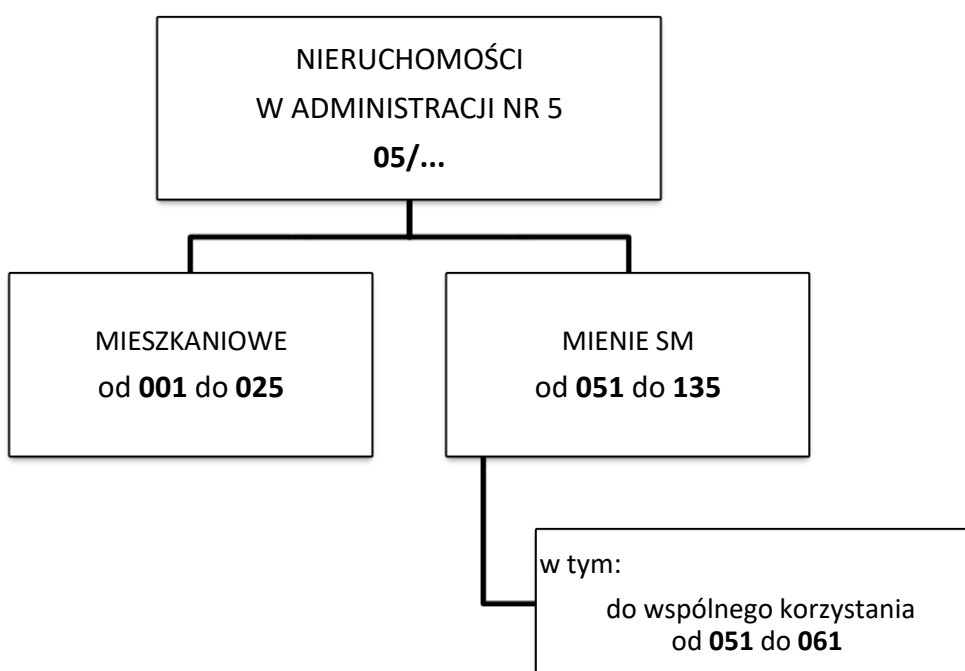 NIERUCHOMOŚCI
W ADMINISTRACJI NR 5
05/...
MIESZKANIOWE
od 001 do 025
MIENIE SM
od 051 do 135
w tym:
do wspólnego korzystania
od 051 do 061